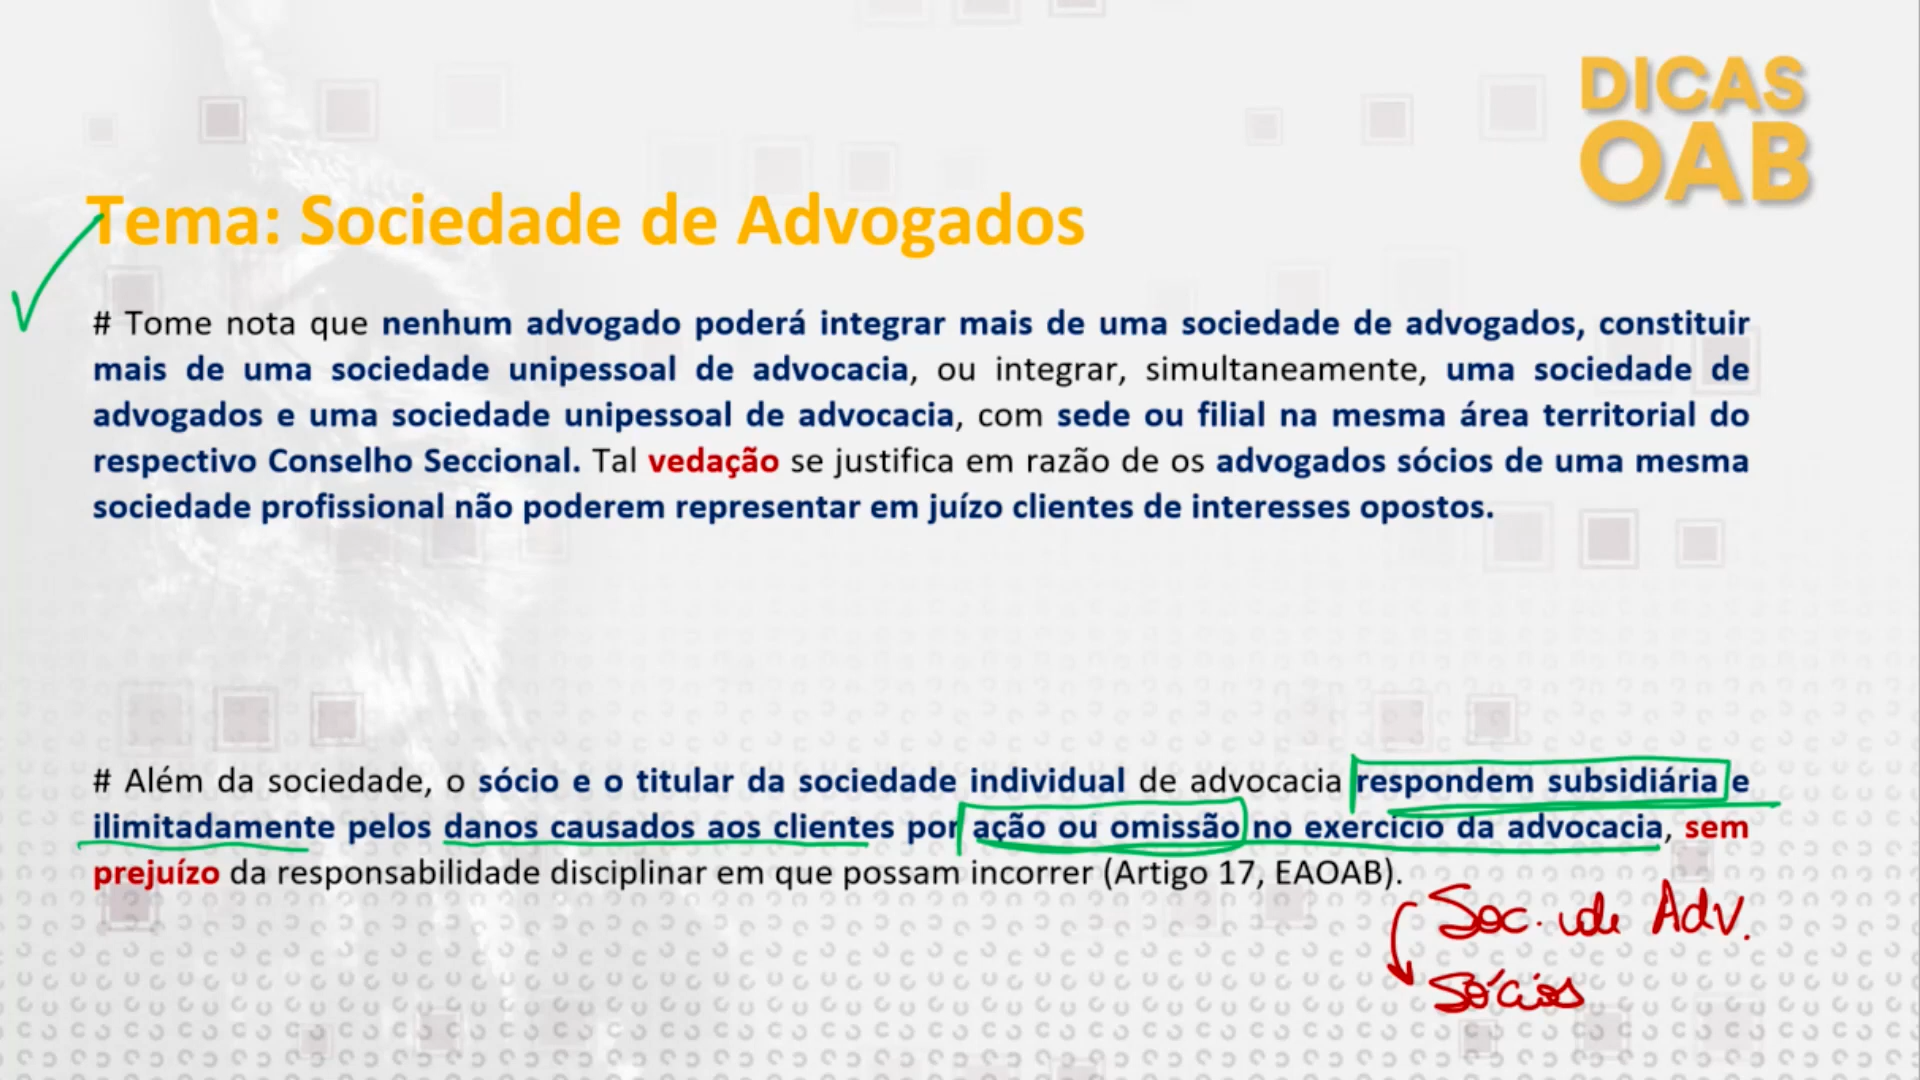 DICAS
OAB
Tema: Sociedade de Advogados
# Tome nota que nenhum advogado poderá integrar mais de uma sociedade de advogados, constituir
mais de uma sociedade unipessoal de advocacia, ou integrar, simultaneamente, uma sociedade de
advogados e uma sociedade unipessoal de advocacia, com sede ou filial na mesma área territorial do
respectivo Conselho Seccional. Tal vedação se justifica em razão de os advogados sócios de uma mesma
sociedade profissional não poderem representar em juízo clientes de interesses opostos.
# Além da sociedade, o sócio e o titular da sociedade individual de advocacia respondem subsidiária e
ilimitadamente pelos danos causados aos clientes por ação ou omissão no exercício da advocacia, sem
prejuízo da responsabilidade disciplinar em que possam incorrer (Artigo 17, EAOAB).
Soc. de Adv.
Sócios